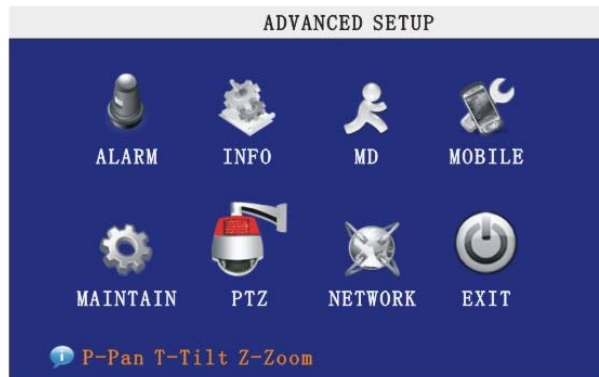 ADVANCED SETUP
ALARM INFO MD MOBILE
MAINTAIN PTZ NETWORK EXIT
P-Pan T-Tilt Z-Zoom